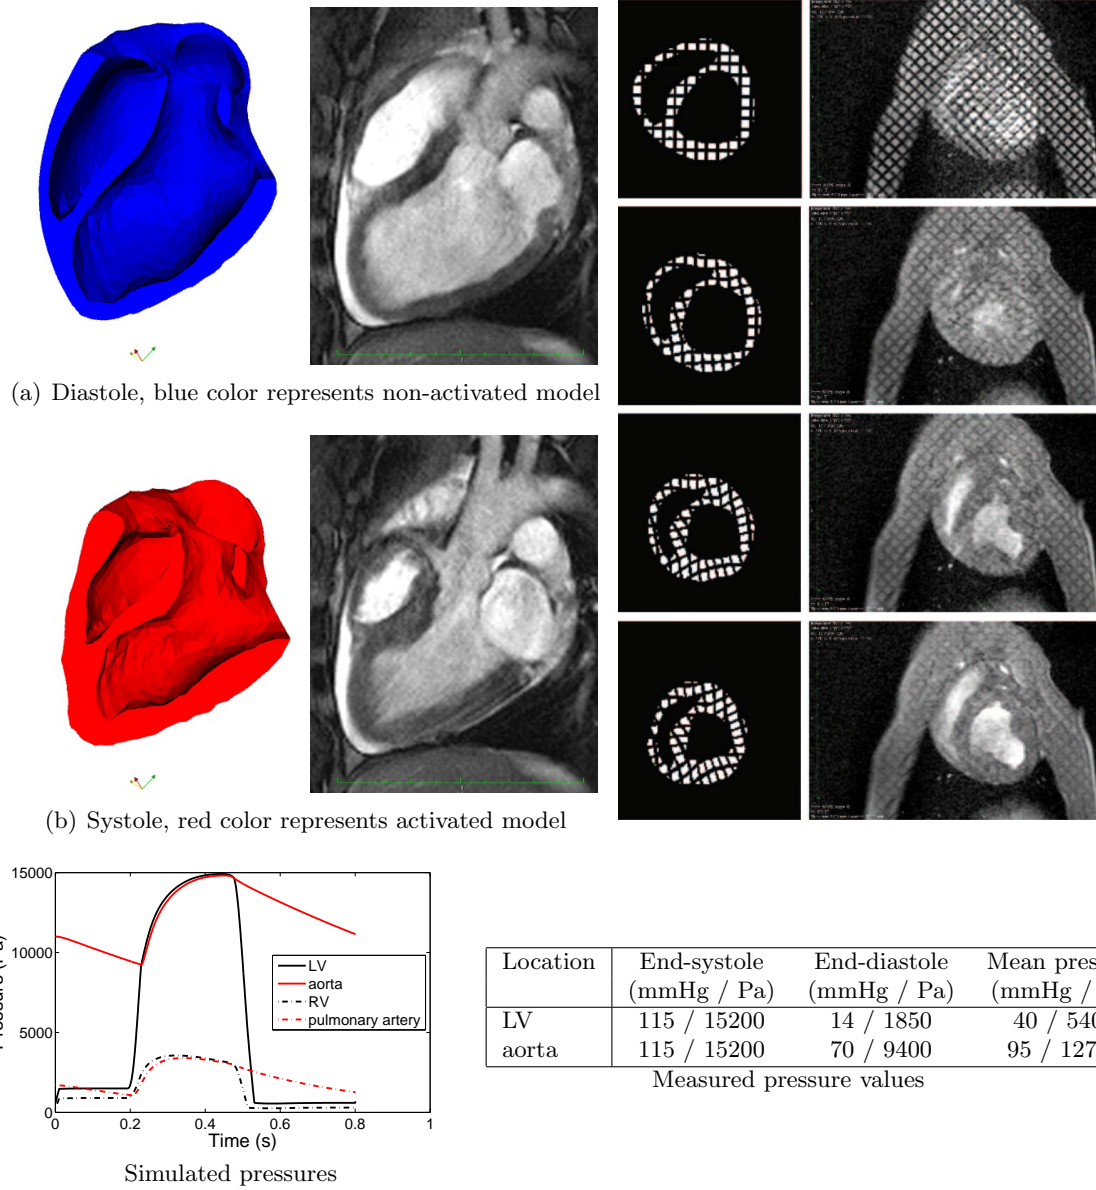 (a) Diastole, blue color represents non-activated model
(b) Systole, red color represents activated model
15000
10000
5000
0
0
0.2
0.4
0.6
0.8
1
LV
aorta
RV
pulmonary artery
Time (s)
Simulated pressures
Location End-systole End-diastole Mean
(mmHg / Pa) (mmHg / Pa) (mmHg /
LV 115 / 15200 14 / 1850 40 /
aorta 115 / 15200 70 / 9400 95 /
Measured pressure values